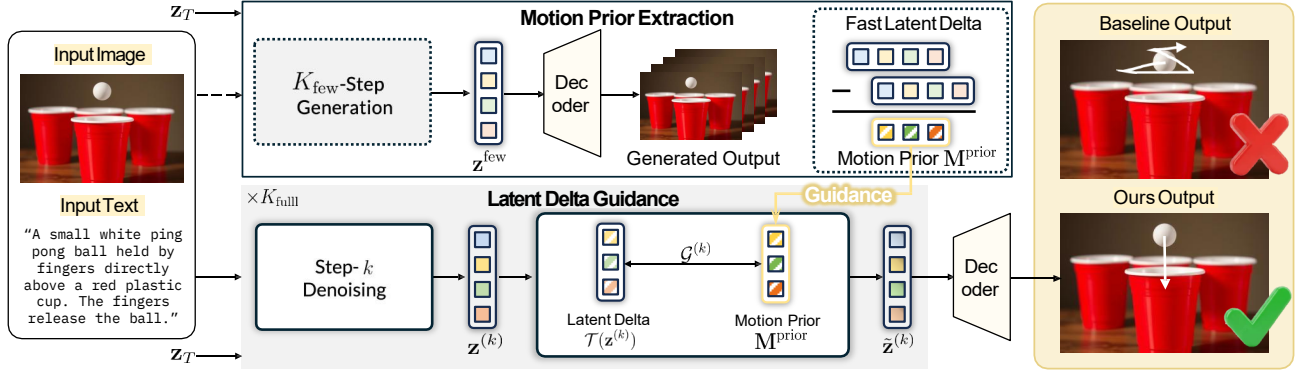 z_T
Motion Prior Extraction
Fast Latent Delta
Baseline Output
Input Image
K_few-Step
Generation
Dec
oder
z^few
Generated Output
Motion Prior M^prior
Input Text
“A small white ping
pong ball held by
fingers directly
above a red plastic
cup. The fingers
release the ball.”
×K_fulll
Latent Delta Guidance
Guidance
Ours Output
Step- k
Denoising
z^(k)
G^(k)
Latent Delta
T(z^(k))
Motion Prior
M^prior
z̃^(k)
Dec
oder
z_T